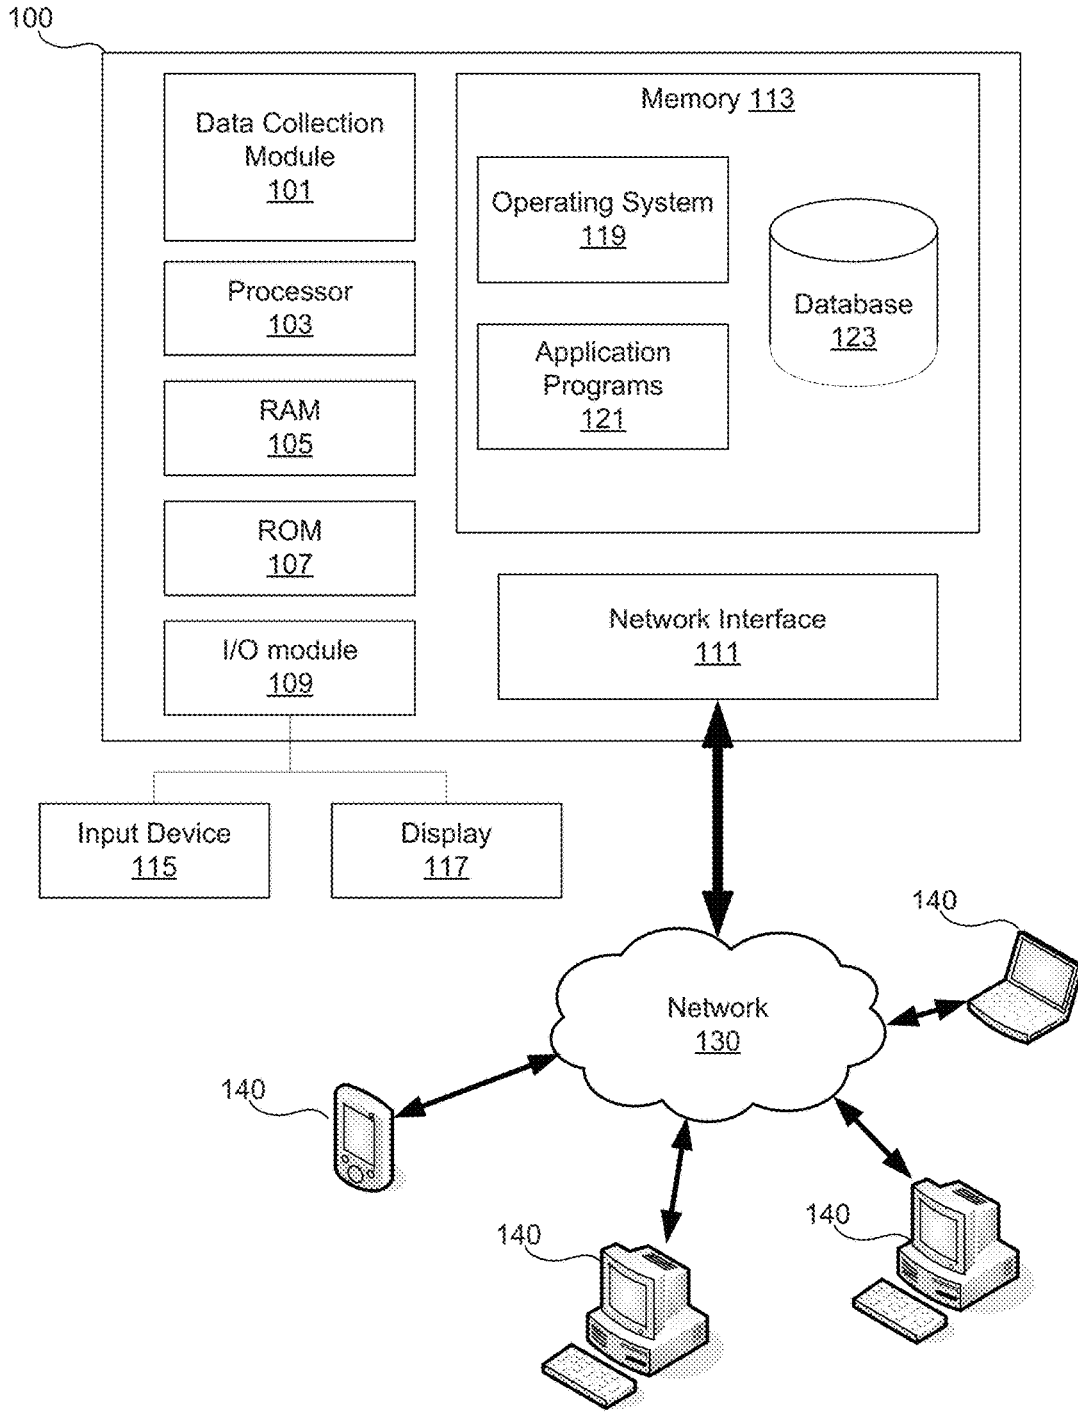 100
Data Collection
Module
101
Processor
103
RAM
105
ROM
107
I/O module
109
Memory 113
Operating System
119
Application
Programs
121
Database
123
Network Interface
111
Input Device
115
Display
117
Network
130
140
140
140
140